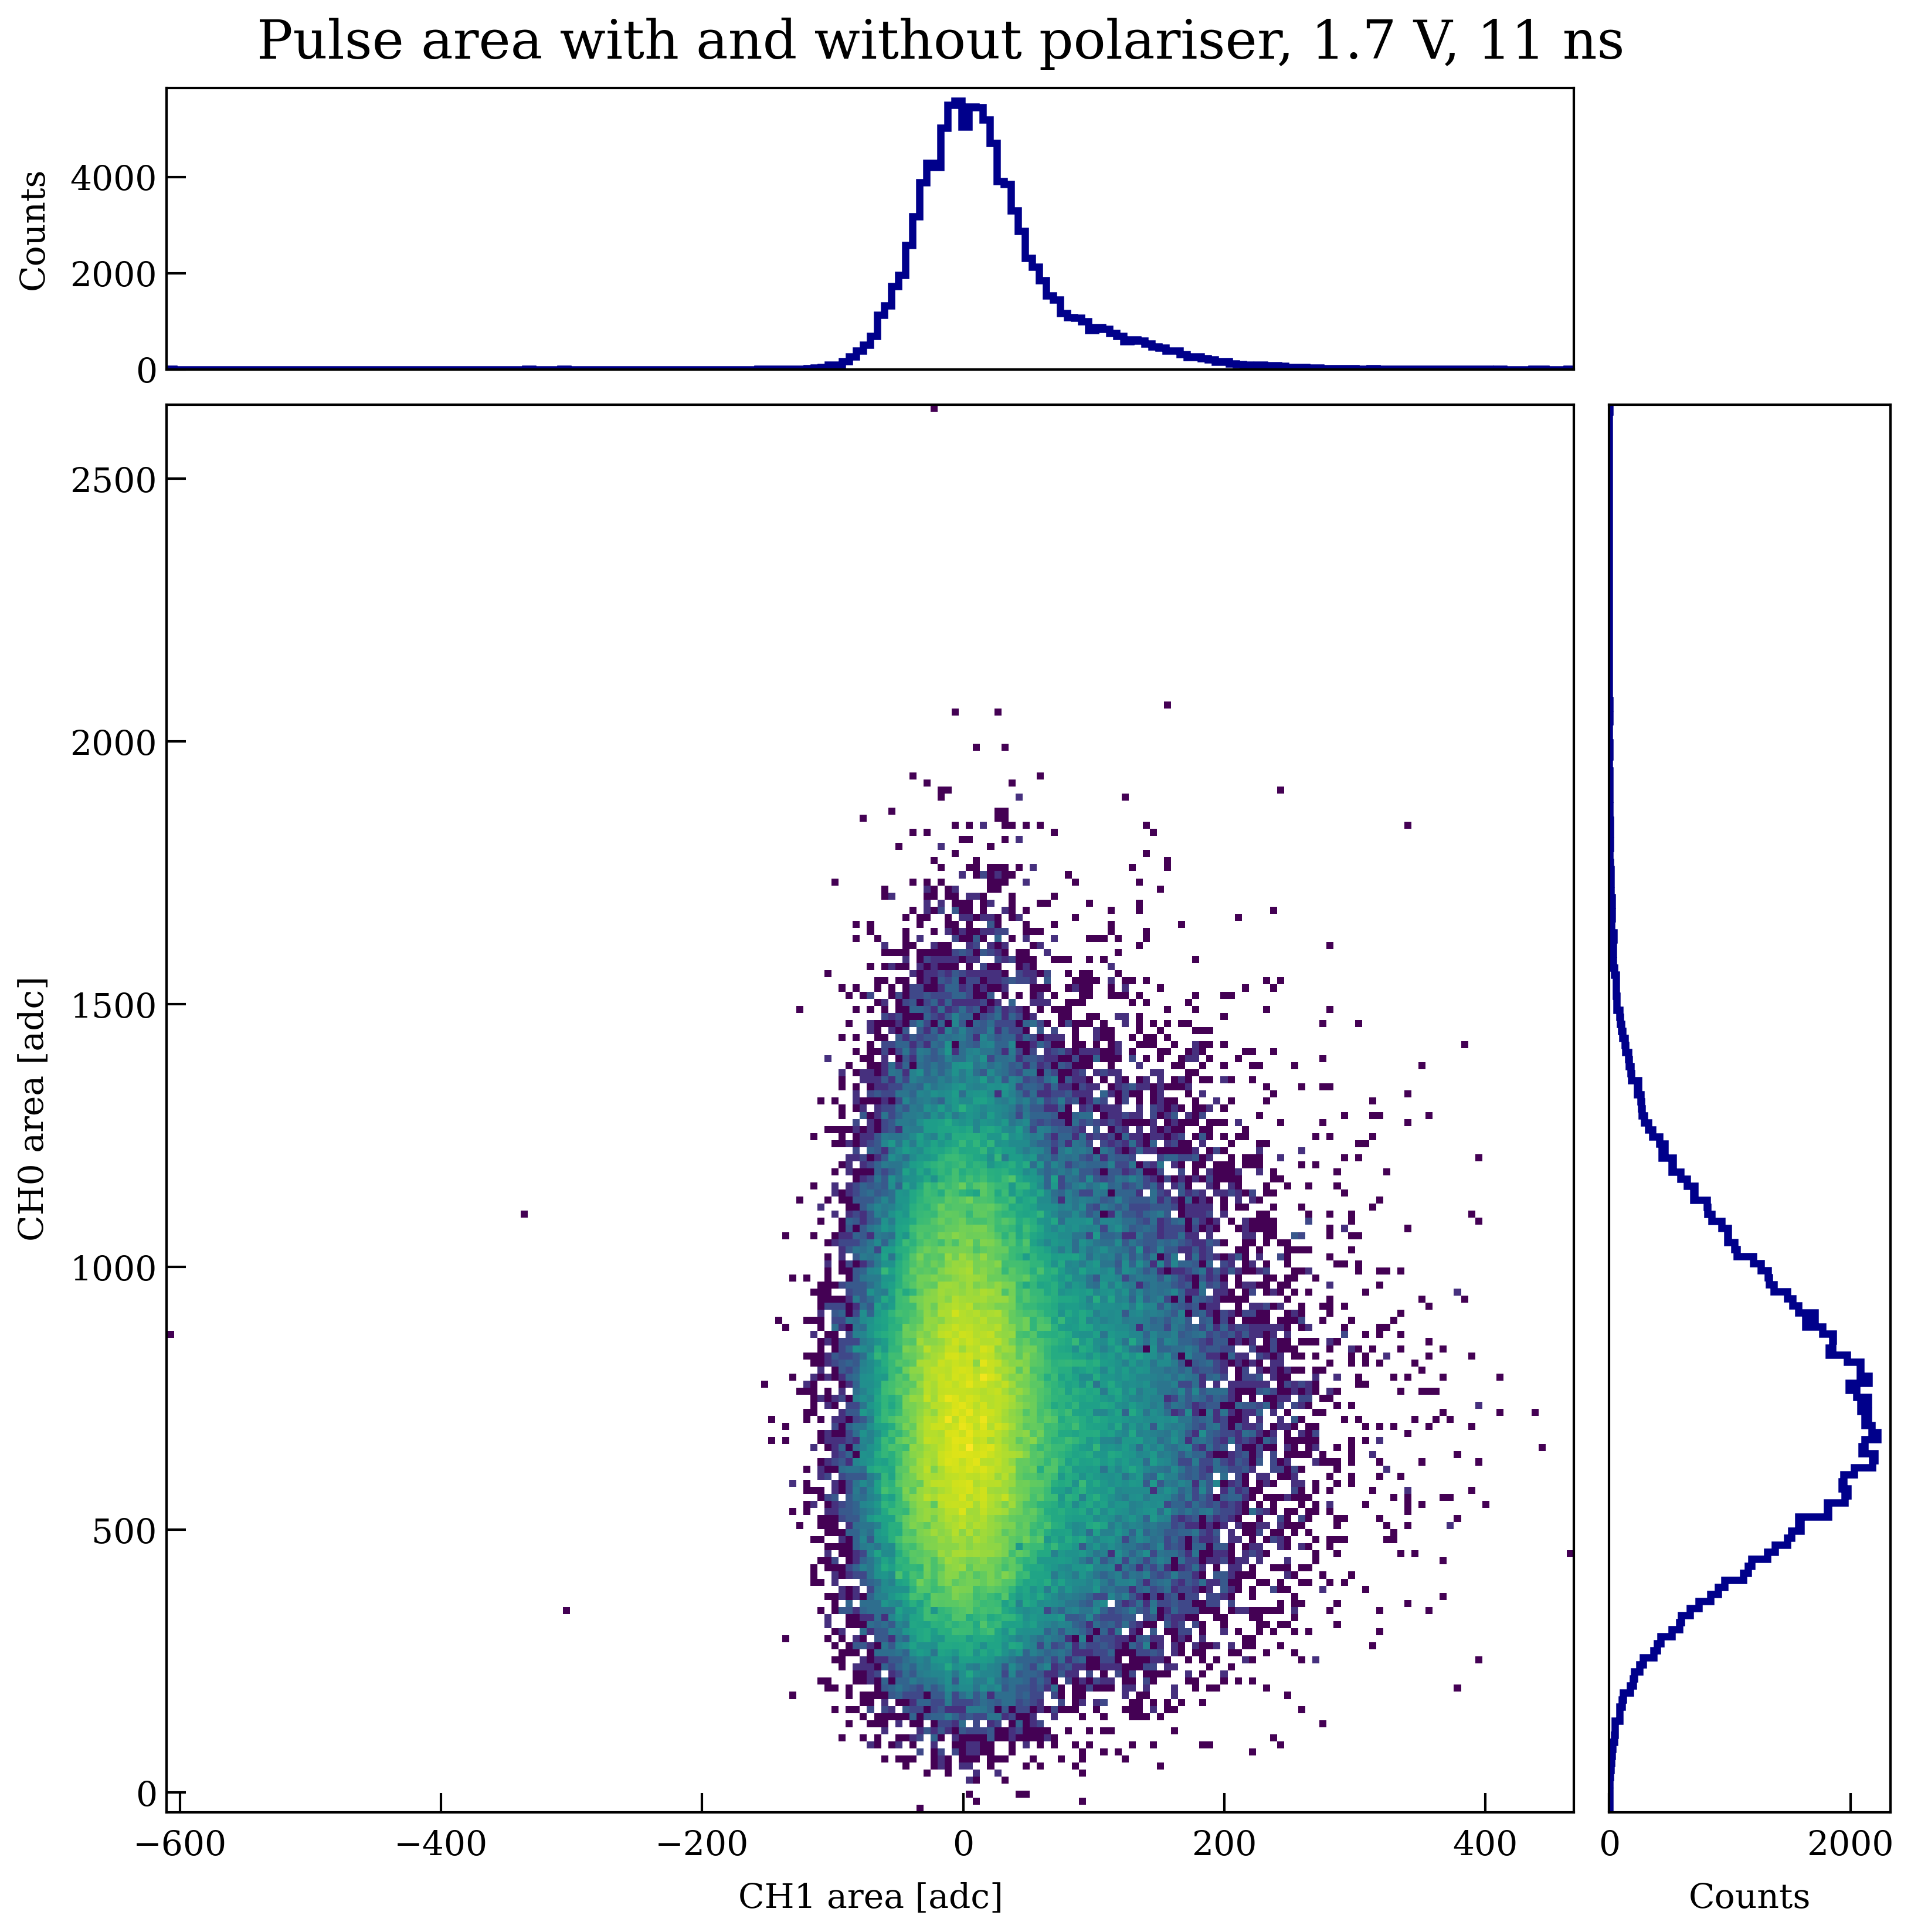 Pulse area with and without polariser, 1.7 V, 11 ns
Counts
4000
2000
0
CH0 area [adc]
2500
2000
1500
1000
500
0
−600 −400 −200 0 200 400
CH1 area [adc]
0 2000
Counts